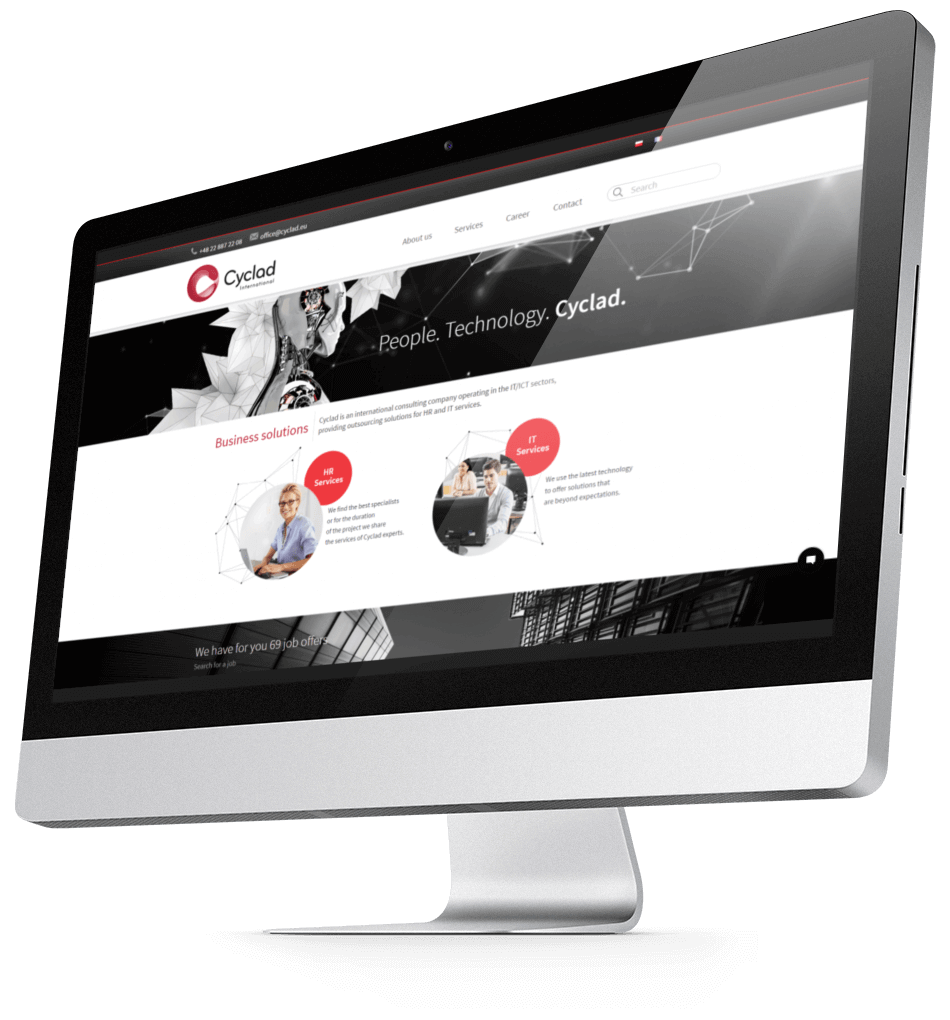 +48 22 887 22 08 office@cyclad.eu
Cyclad
International
About us Services Career Contact Search
People. Technology. Cyclad.
Business solutions
Cyclad is an international consulting company operating in the IT/ICT sectors,
providing outsourcing solutions for HR and IT services.
HR
Services
We find the best specialists
or for the duration
of the project we share
the services of Cyclad experts.
IT
Services
We use the latest technology
to offer solutions that
are beyond expectations.
We have for you 69 job offers
Search for a job